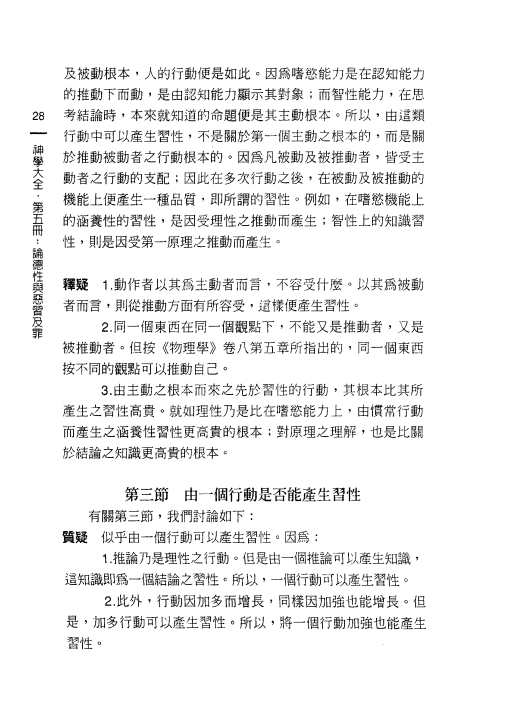 及被動根本，人的行動便是如此。因爲嗜慾能力是在認知能力
的推動下而動，是由認知能力顯示其對象；而智性能力，在思
考結論時，本來就知道的命題便是其主動根本。所以，由這類
行動中可以產生習性，不是關於第一個主動之根本的，而是關
於推動被動者之行動根本的。因爲凡被動及被推動者，皆受主
動者之行動的支配；因此在多次行動之後，在被動及被推動的
機能上便產生一種品質，即所謂的習性。例如，在嗜慾機能上
的涵養性的習性，是因受理性之推動而產生；智性上的知識習
性，則是因受第一原理之推動而產生。
釋疑　1.動作者以其爲主動者而言，不容受什麼。以其爲被動
者而言，則從推動方面有所容受，這樣便產生習性。
2.同一個東西在同一個觀點下，不能又是推動者，又是
被推動者。但按《物理學》卷八第五章所指出的，同一個東西
按不同的觀點可以推動自己。
3.由主動之根本而來之先於習性的行動，其根本比其所
產生之習性高貴。就如理性乃是比在嗜慾能力上，由慣常行動
而產生之涵養性習性更高貴的根本；對原理之理解，也是比關
於結論之知識更高貴的根本。
第三節　由一個行動是否能產生習性
有關第三節，我們討論如下：
質疑　似乎由一個行動可以產生習性。因爲：
1.推論乃是理性之行動。但是由一個推論可以產生知識，
這知識即爲一個結論之習性。所以，一個行動可以產生習性。
2.此外，行動因加多而增長，同樣因加強也能增長。但
是，加多行動可以產生習性。所以，將一個行動加強也能產生
習性。
28
神學大全．第五冊：論德性與惡習及罪